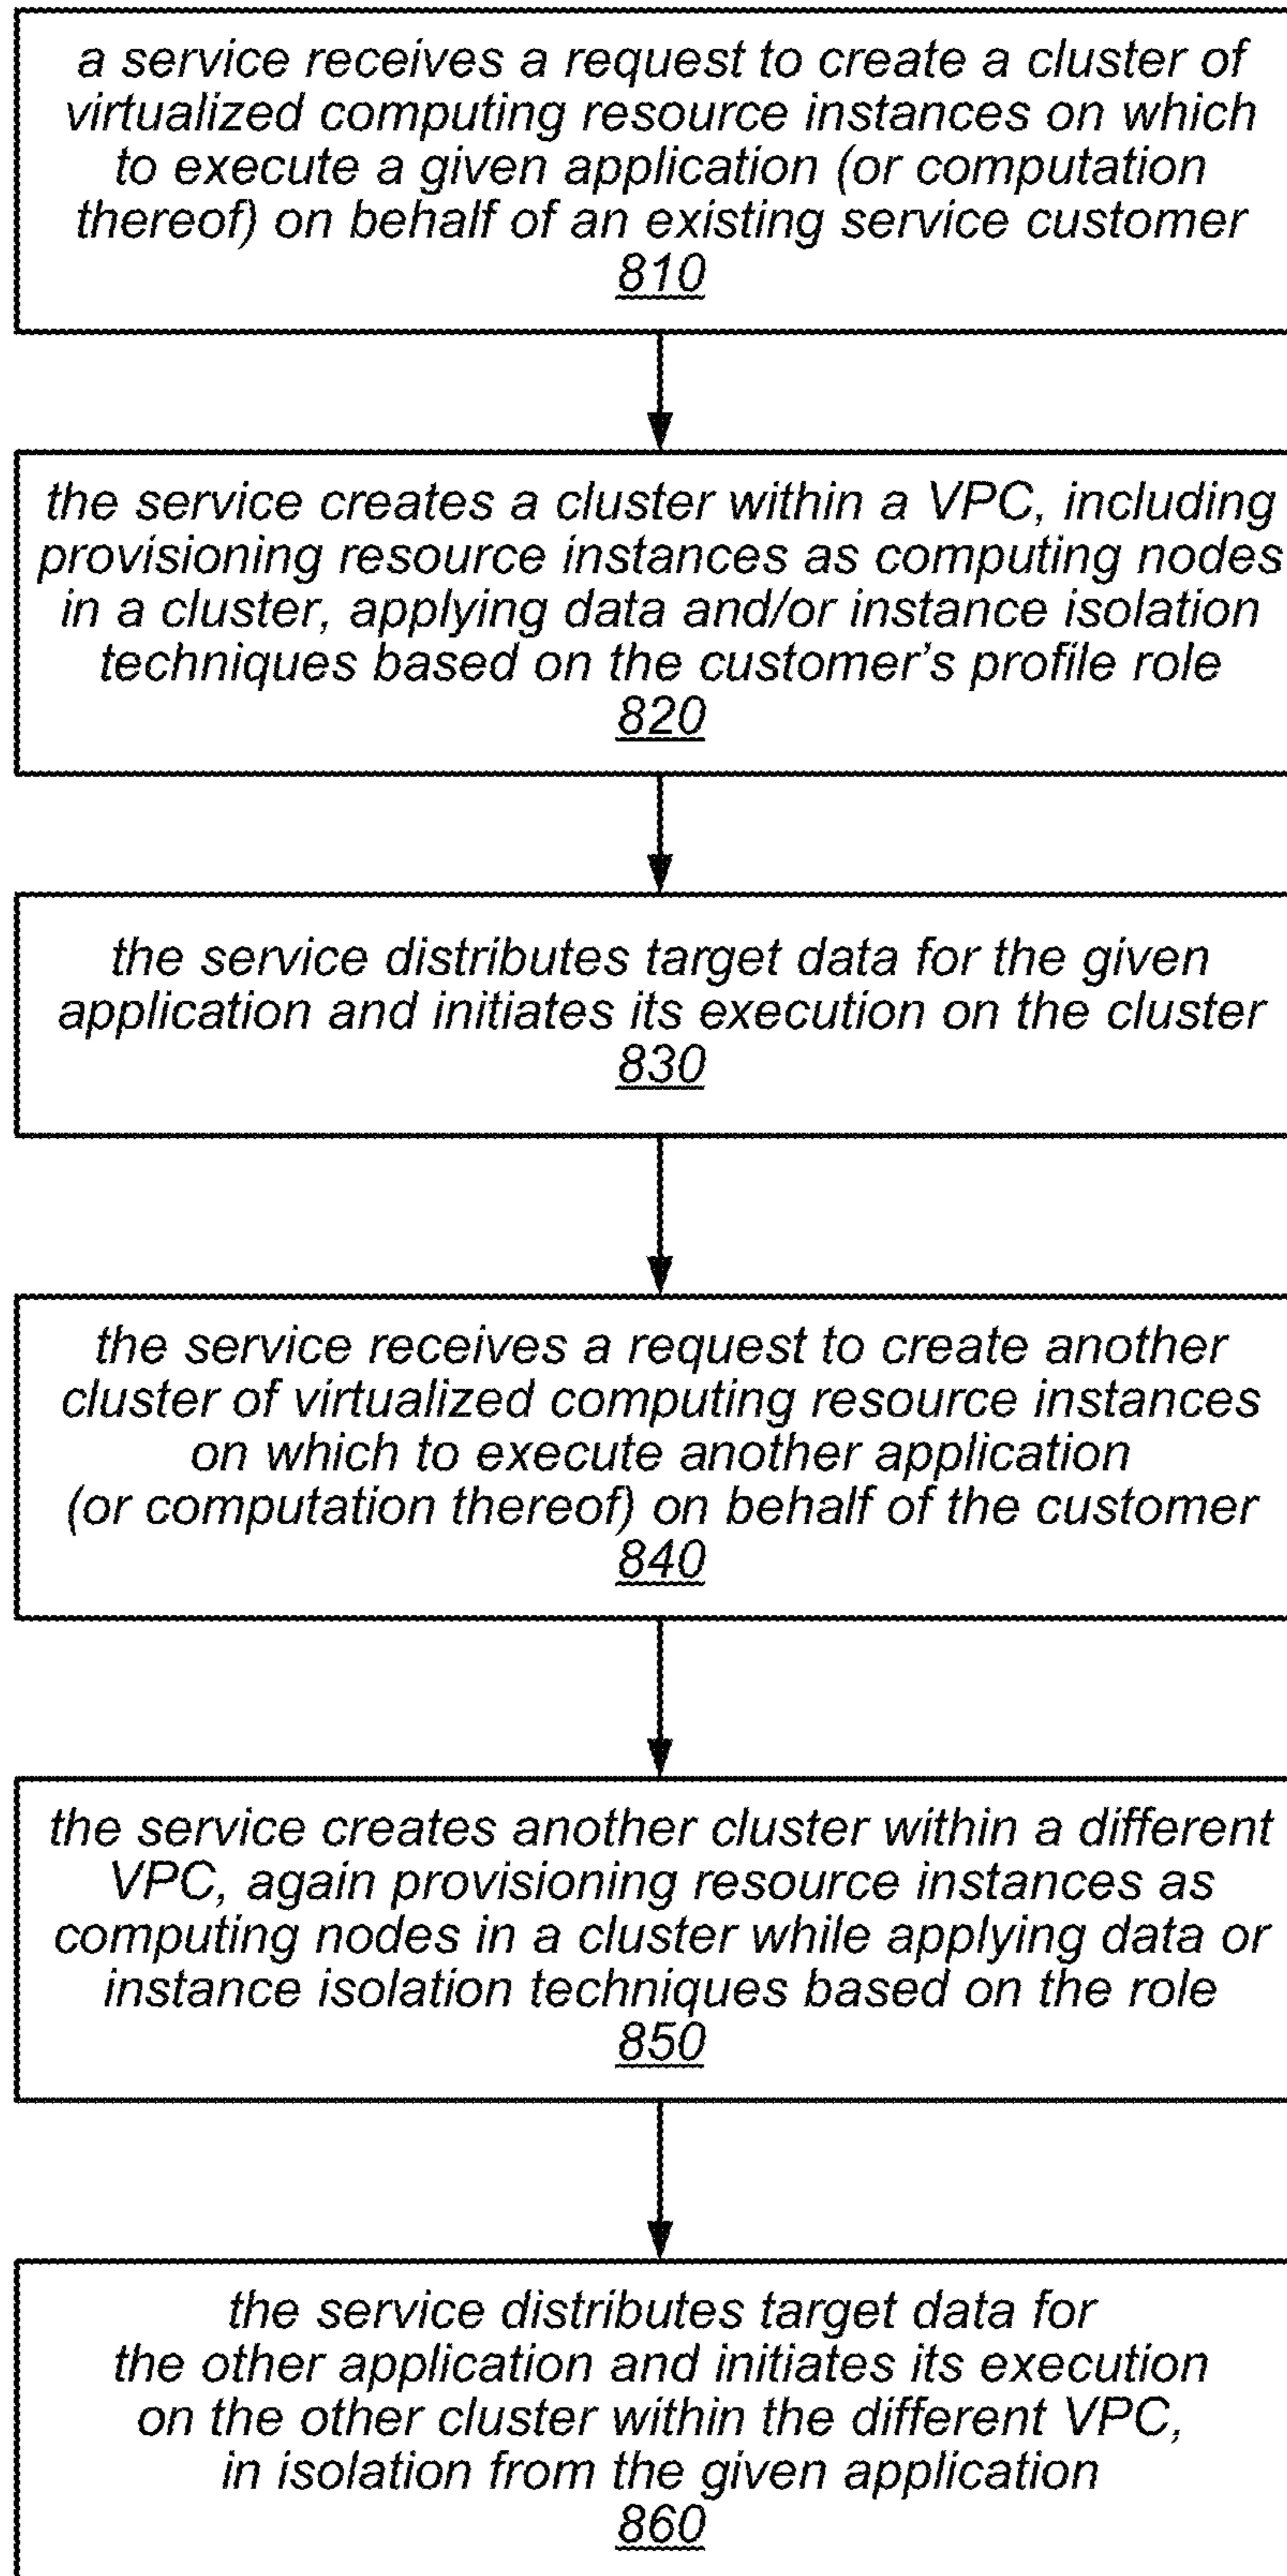 a service receives a request to create a cluster of
virtualized computing resource instances on which
to execute a given application (or computation
thereof) on behalf of an existing service customer
810
the service creates a cluster within a VPC, including
provisioning resource instances as computing nodes
in a cluster, applying data and/or instance isolation
techniques based on the customer's profile role
820
the service distributes target data for the given
application and initiates its execution on the cluster
830
the service receives a request to create another
cluster of virtualized computing resource instances
on which to execute another application
(or computation thereof) on behalf of the customer
840
the service creates another cluster within a different
VPC, again provisioning resource instances as
computing nodes in a cluster while applying data or
instance isolation techniques based on the role
850
the service distributes target data for
the other application and initiates its execution
on the other cluster within the different VPC,
in isolation from the given application
860